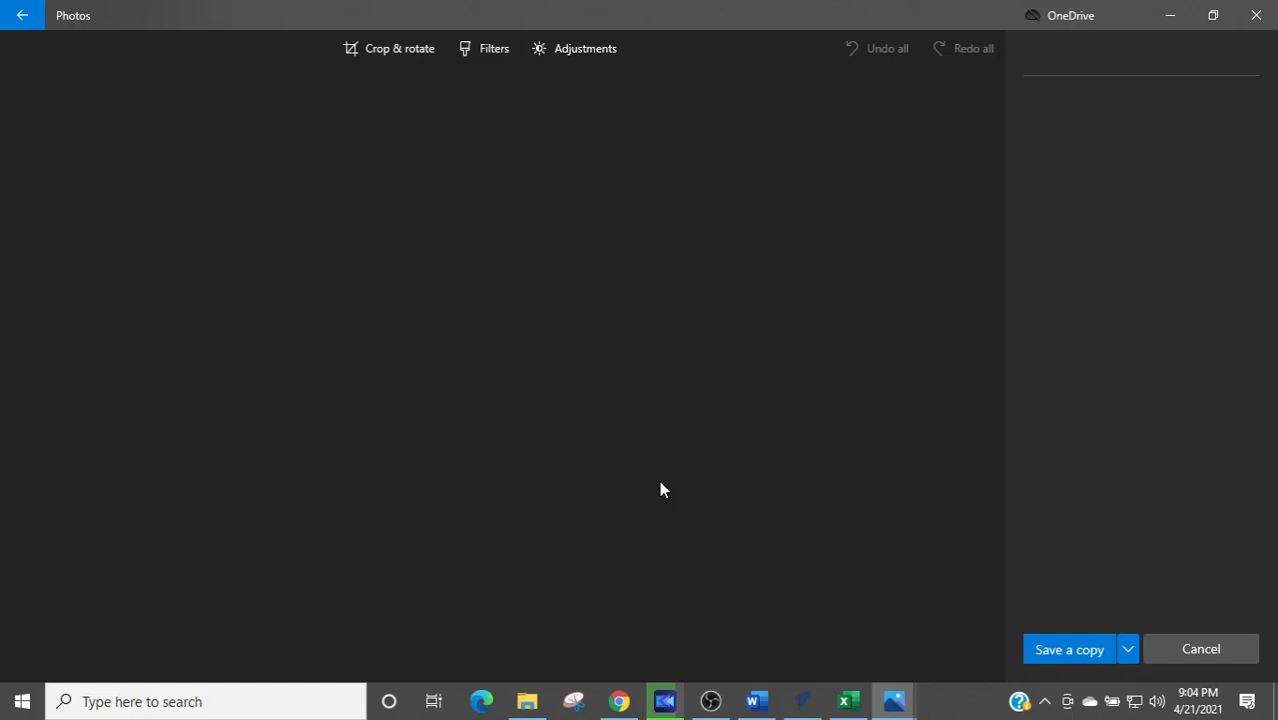 Photos
OneDrive
Crop & rotate
Filters
Adjustments
Undo all
Redo all
Save a copy
Cancel
Type here to search
9:04 PM
4/21/2021